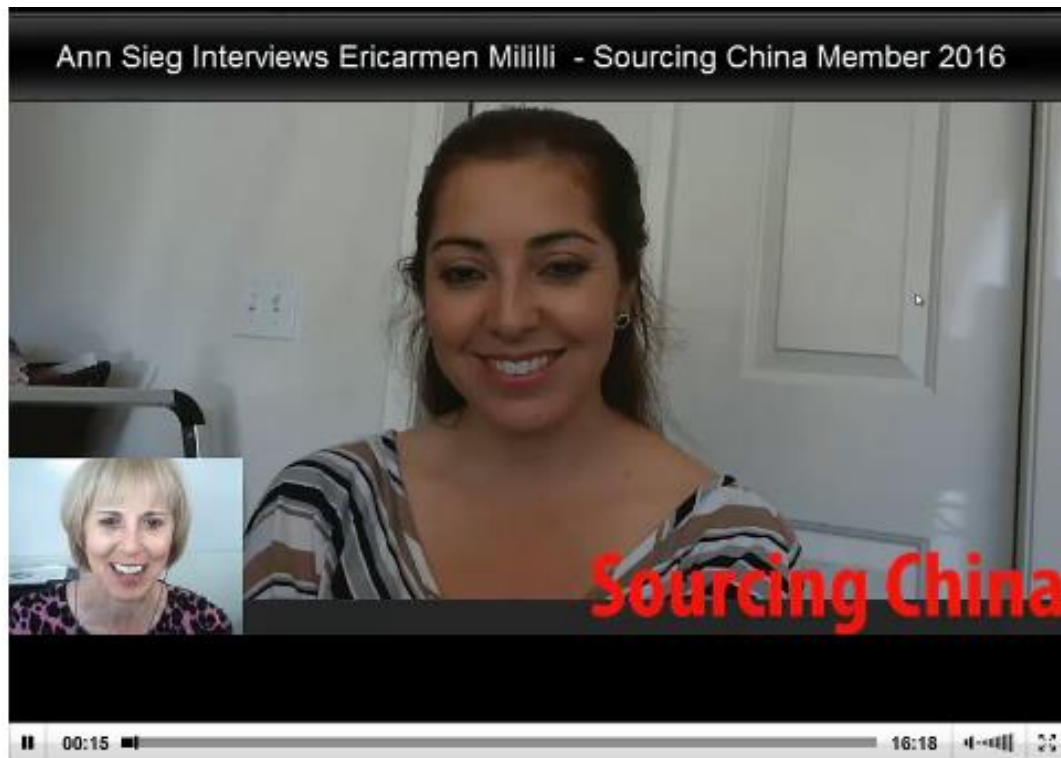 Ann Sieg Interviews Ericarmen Mililli - Sourcing China Member 2016
Sourcing China
00:15
16:18